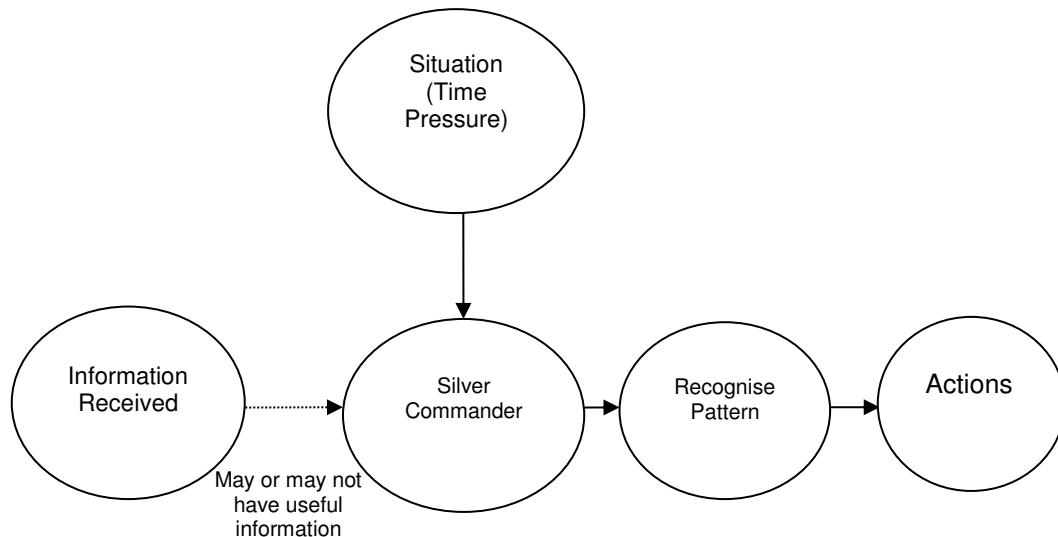 Situation
(Time
Pressure)
Information
Received
Silver
Commander
Recognise
Pattern
Actions
May or may not
have useful
information